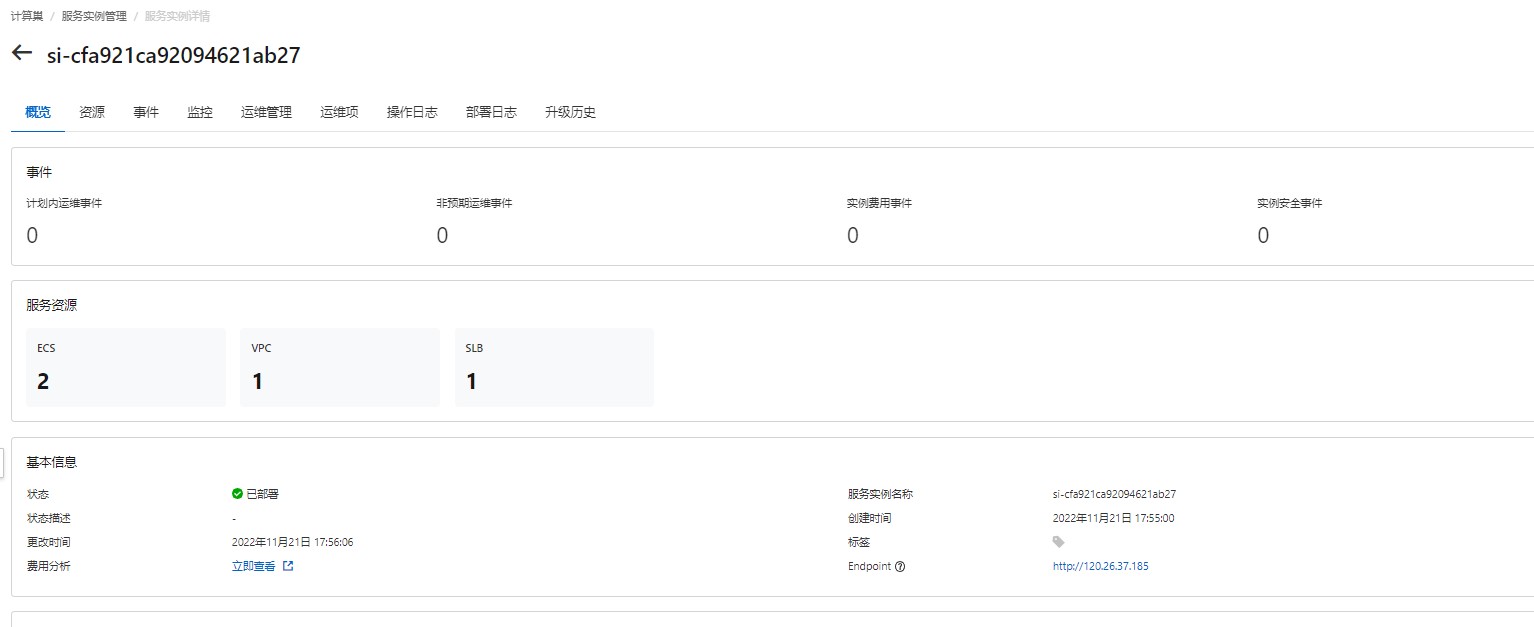 计算巢 / 服务实例管理 / 服务实例详情
si-cfa921ca92094621ab27
概览 资源 事件 监控 运维管理 运维项 操作日志 部署日志 升级历史
事件
计划内运维事件 非预期运维事件 实例费用事件 实例安全事件
0 0 0 0
服务资源
ECS VPC SLB
2 1 1
基本信息
状态 已部署 服务实例名称 si-cfa921ca92094621ab27
状态描述 - 创建时间 2022年11月21日 17:55:00
更改时间 2022年11月21日 17:56:06 标签
费用分析 立即查看 Endpoint http://120.26.37.185